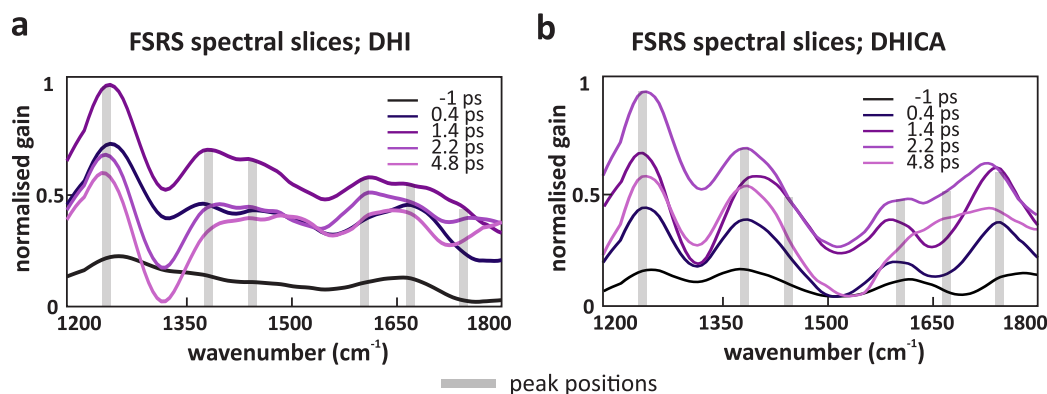 a
FSRS spectral slices; DHI
1
0.5
0
normalised gain
-1 ps
0.4 ps
1.4 ps
2.2 ps
4.8 ps
1200 1350 1500 1650 1800
wavenumber (cm-1)
b
FSRS spectral slices; DHICA
1
0.5
0
normalised gain
-1 ps
0.4 ps
1.4 ps
2.2 ps
4.8 ps
1200 1350 1500 1650 1800
wavenumber (cm-1)
peak positions